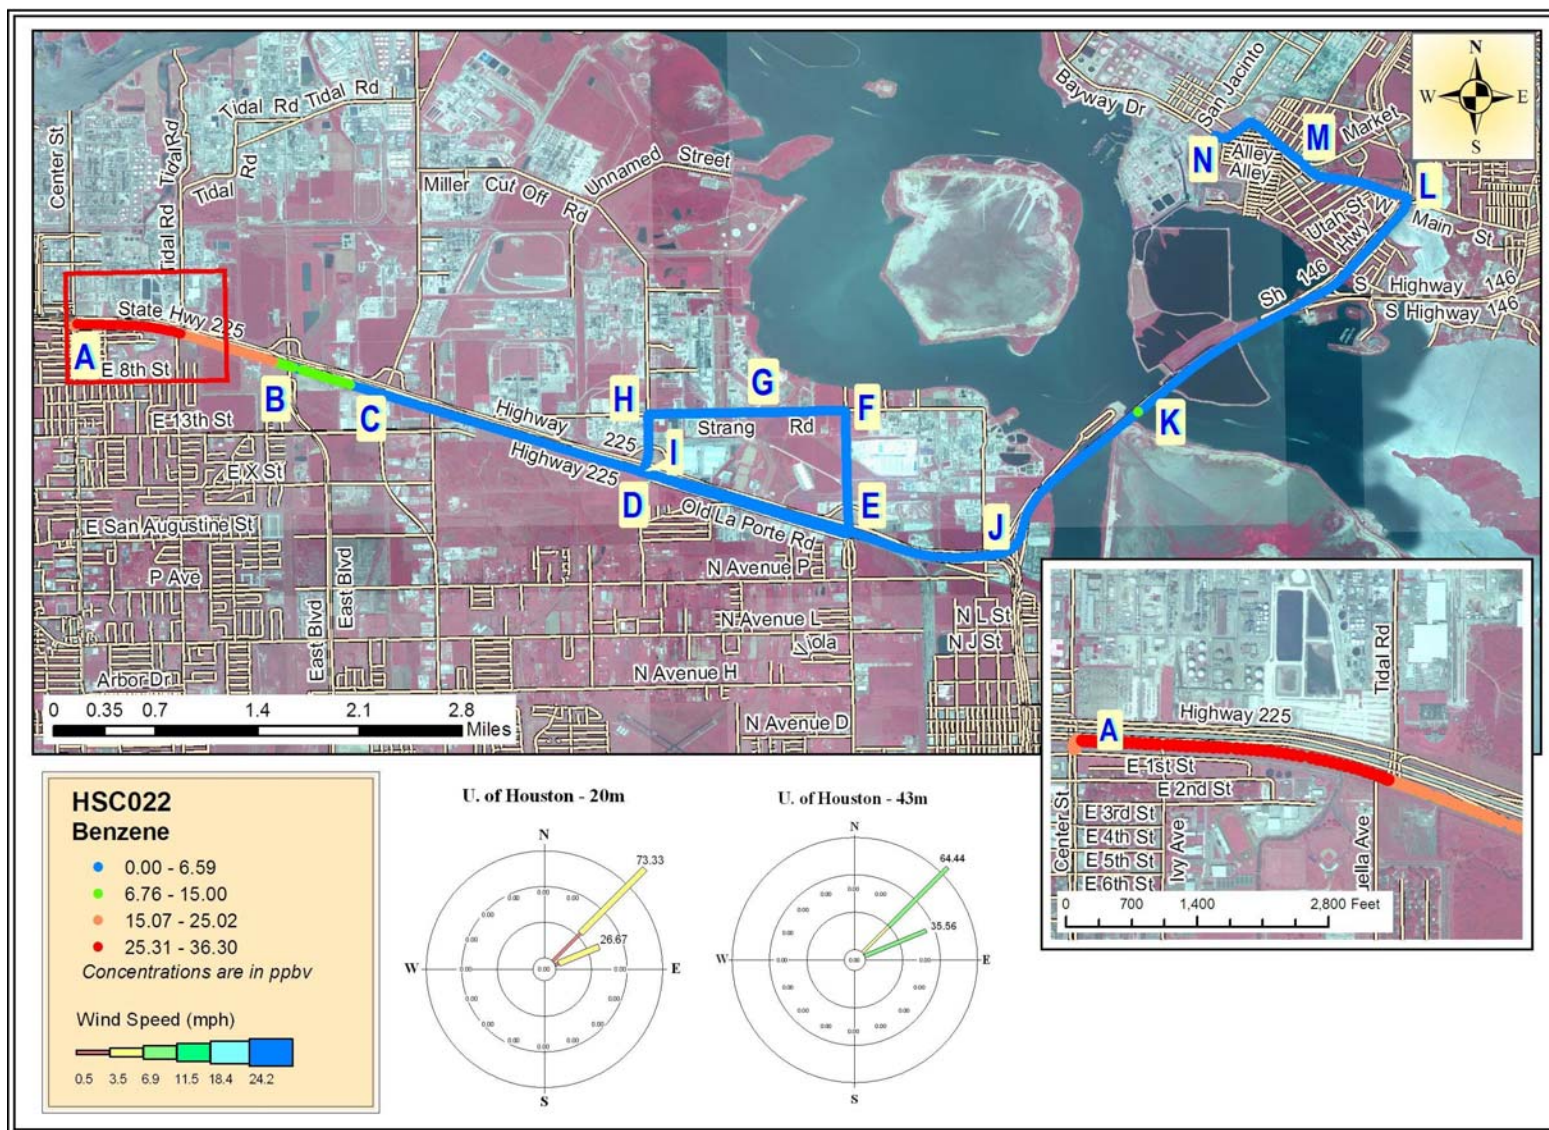 N
W E
S
Bayway Dr
San Jacinto
Market
M
N
Alley
Alley
L
Utah St
W
Main St
Hwy
Sh 146
S Highway 146
S Highway 146
Center St
Tidal Rd
Tidal Rd Tidal Rd
Tidal Rd
Tidal Rd
Miller Cut Off Rd
Unnamed Street
State Hwy 225
A
E 8th St
B
C
E 13th St
E X St
E San Augustine St
P Ave
East Blvd
East Blvd
Arbor Dr
Highway 225
Highway 225
H
G
F
Strang Rd
I
D
E
Old La Porte Rd
J
K
N Avenue P
N Avenue L
Viola
N Avenue H
N Avenue D
N L St
N J St
0 0.35 0.7 1.4 2.1 2.8
Miles
Highway 225
Tidal Rd
A
E 1st St
E 2nd St
E 3rd St
E 4th St
E 5th St
E 6th St
Center St
Ivy Ave
uella Ave
0 700 1,400 2,800 Feet
HSC022
Benzene
0.00 - 6.59
6.76 - 15.00
15.07 - 25.02
25.31 - 36.30
Concentrations are in ppbv
Wind Speed (mph)
0.5 3.5 6.9 11.5 18.4 24.2
U. of Houston - 20m
N
73.33
26.67
W E
S
0.00
U. of Houston - 43m
N
64.44
35.56
W E
S
0.00